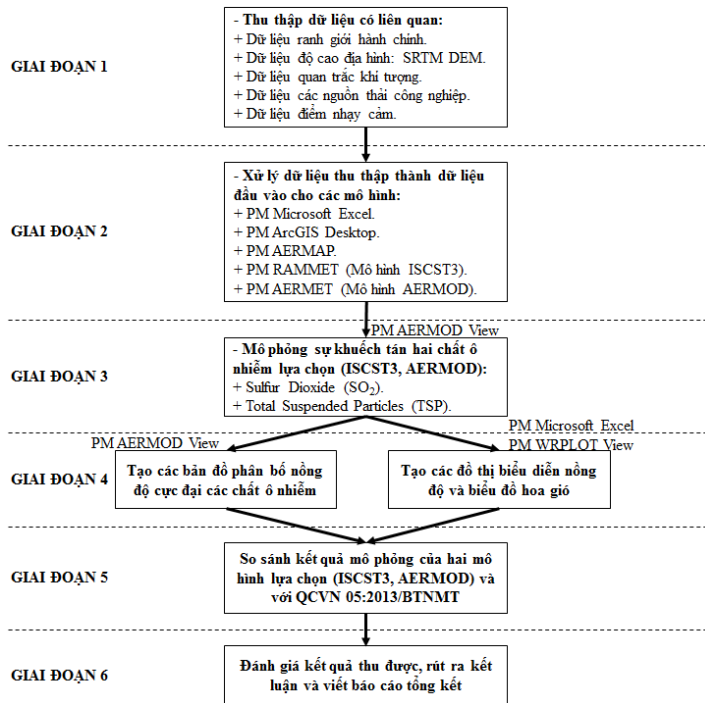 GIAI ĐOẠN 1
- Thu thập dữ liệu có liên quan:
+ Dữ liệu ranh giới hành chính.
+ Dữ liệu độ cao địa hình: SRTM DEM.
+ Dữ liệu quan trắc khí tượng.
+ Dữ liệu các nguồn thải công nghiệp.
+ Dữ liệu điểm nhạy cảm.
GIAI ĐOẠN 2
- Xử lý dữ liệu thu thập thành dữ liệu
đầu vào cho các mô hình:
+ PM Microsoft Excel.
+ PM ArcGIS Desktop.
+ PM AERMAP.
+ PM RAMMET (Mô hình ISCST3).
+ PM AERMET (Mô hình AERMOD).
PM AERMOD View
GIAI ĐOẠN 3
- Mô phỏng sự khuếch tán hai chất ô
nhiễm lựa chọn (ISCST3, AERMOD):
+ Sulfur Dioxide (SO₂).
+ Total Suspended Particles (TSP).
PM Microsoft Excel
PM AERMOD View
PM WRPLOT View
GIAI ĐOẠN 4
Tạo các bản đồ phân bố nồng
độ cực đại các chất ô nhiễm
Tạo các đồ thị biểu diễn nồng
độ và biểu đồ hoa gió
GIAI ĐOẠN 5
So sánh kết quả mô phỏng của hai mô
hình lựa chọn (ISCST3, AERMOD) và
với QCVN 05:2013/BTNMT
GIAI ĐOẠN 6
Đánh giá kết quả thu được, rút ra kết
luận và viết báo cáo tổng kết